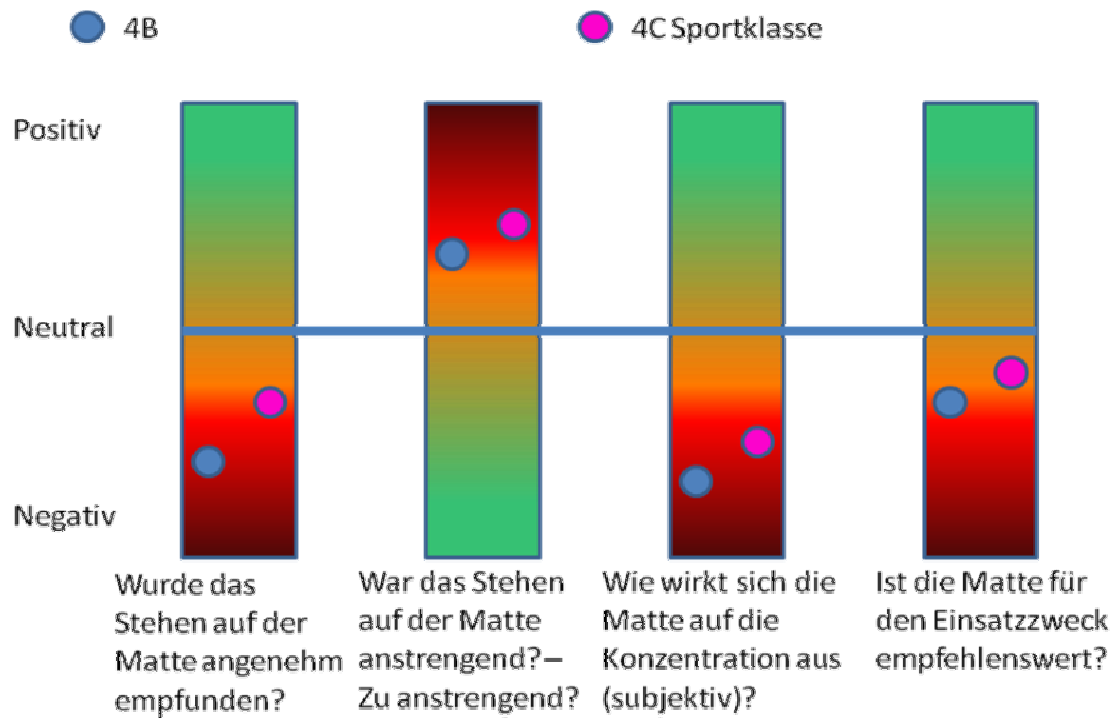 4B
4C Sportklasse
Positiv
Neutral
Negativ
Wurde das
Stehen auf der
Matte angenehm
empfunden?
War das Stehen
auf der Matte
anstrengend?–
Zu anstrengend?
Wie wirkt sich die
Matte auf die
Konzentration aus
(subjektiv)?
Ist die Matte für
den Einsatzzweck
empfehlenswert?